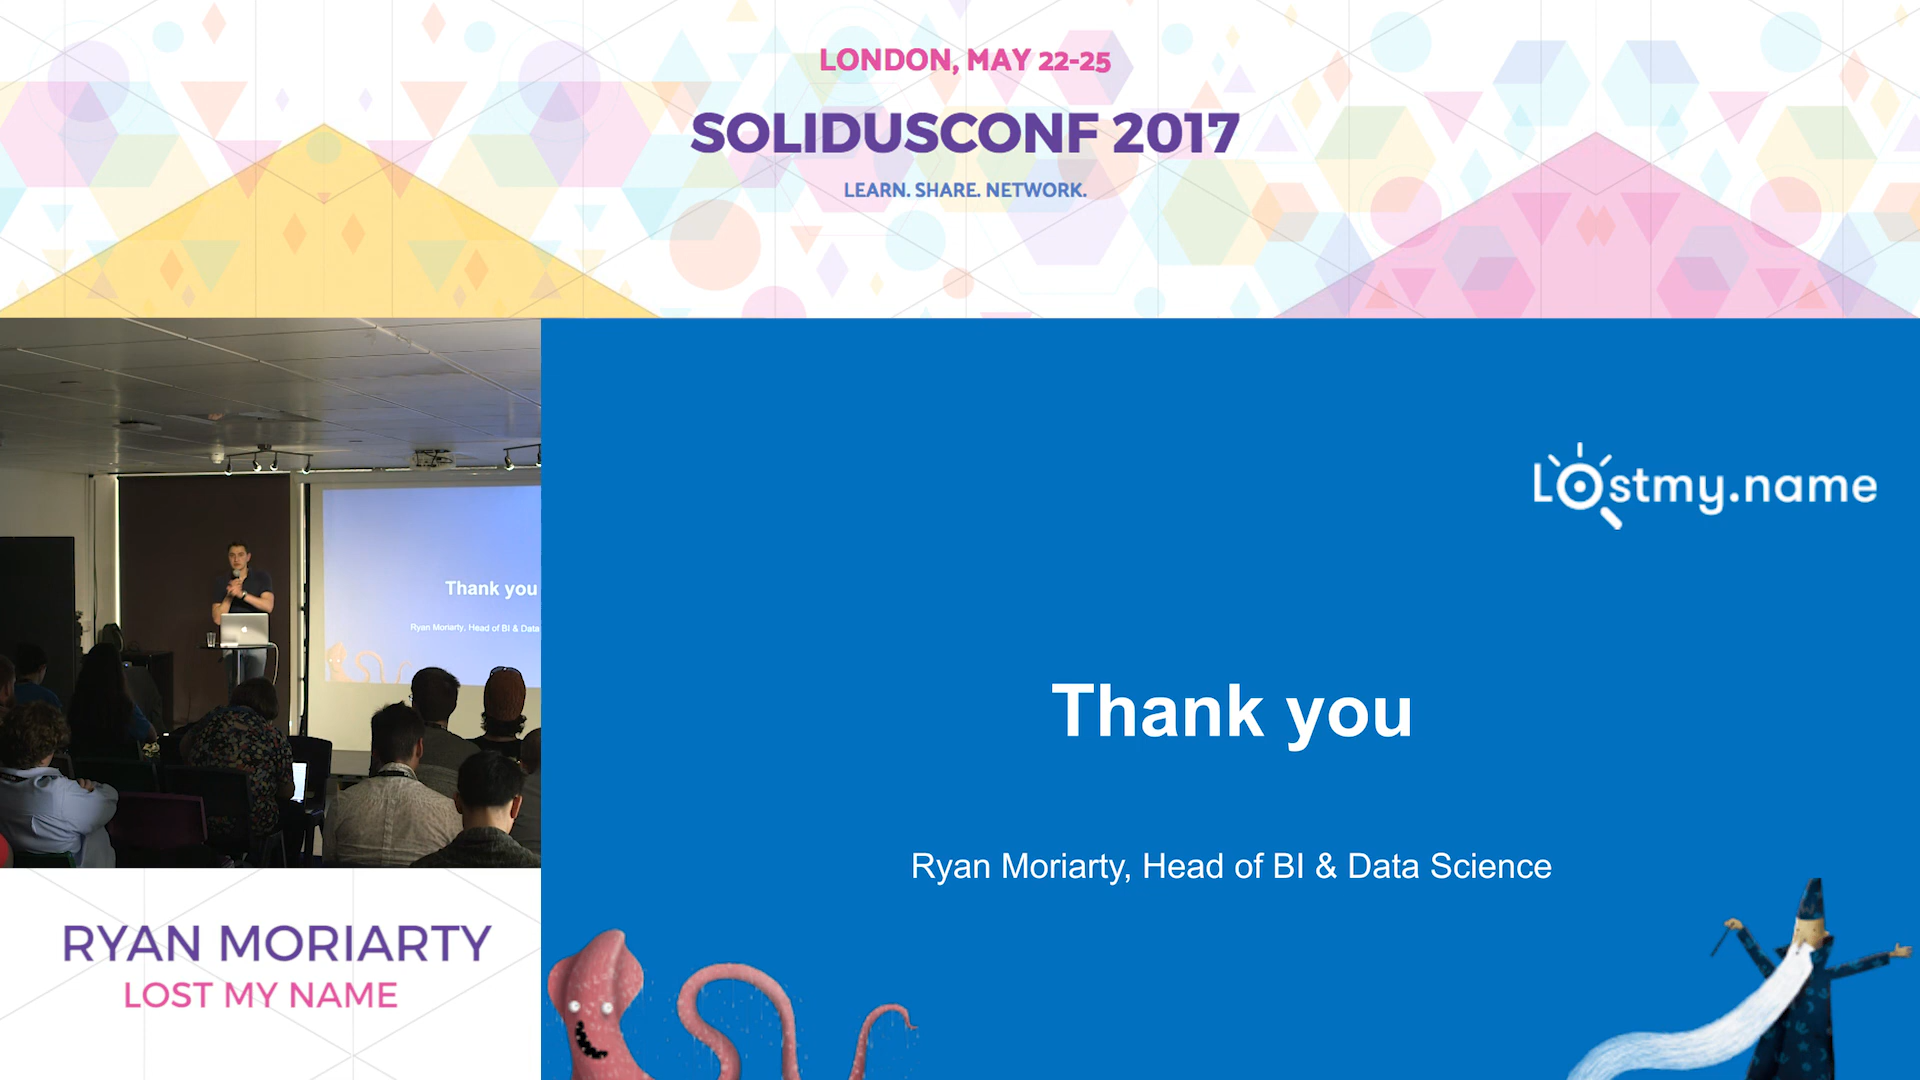 LONDON, MAY 22-25
SOLIDUSCONF 2017
LEARN. SHARE. NETWORK.
Lostmy.name
Thank you
Ryan Moriarty, Head of BI & Data Science
Thank you
Ryan Moriarty, Head of BI & Data
RYAN MORIARTY
LOST MY NAME